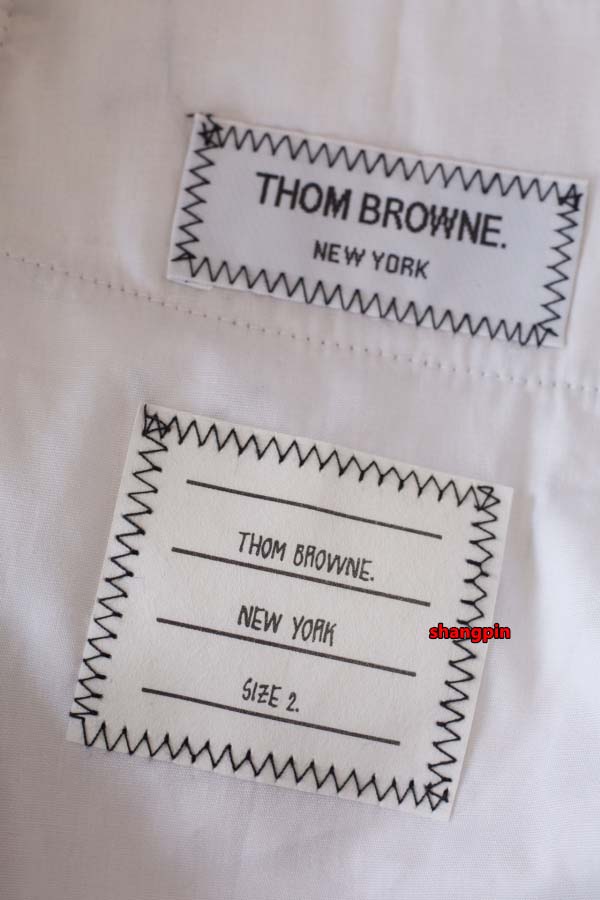 THOM BROWNE.
NEW YORK
THOM BROWNE.
NEW YORK
shangpin
SIZE 2.